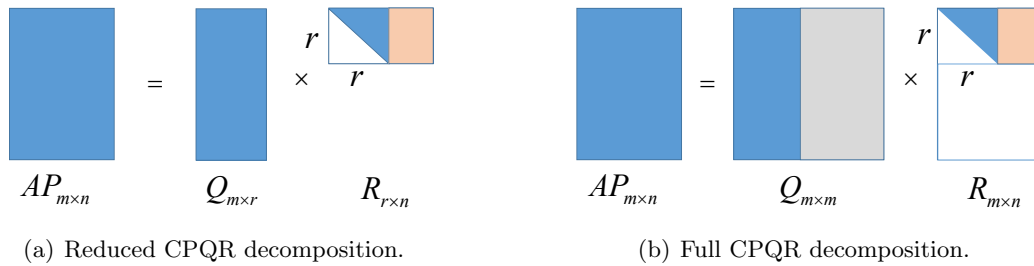 r
r
= ×
AP_{m×n} Q_{m×r} R_{r×n}
(a) Reduced CPQR decomposition.
r
r
= ×
AP_{m×n} Q_{m×m} R_{m×n}
(b) Full CPQR decomposition.